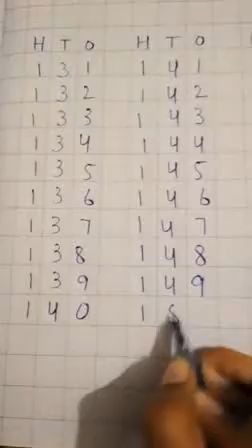 H T O H T O
1 3 1 1 4 1
1 3 2 1 4 2
1 3 3 1 4 3
1 3 4 1 4 4
1 3 5 1 4 5
1 3 6 1 4 6
1 3 7 1 4 7
1 3 8 1 4 8
1 3 9 1 4 9
1 4 0 1